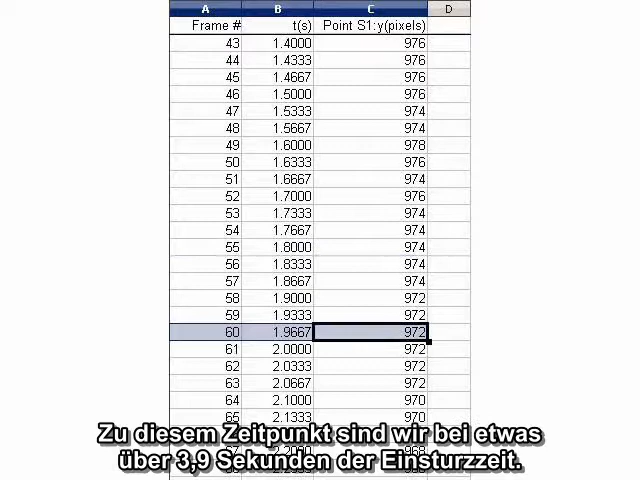 A B C D
Frame # t(s) Point S1:y(pixels)
43 1.4000 976
44 1.4333 976
45 1.4667 976
46 1.5000 976
47 1.5333 974
48 1.5667 974
49 1.6000 978
50 1.6333 976
51 1.6667 974
52 1.7000 976
53 1.7333 974
54 1.7667 974
55 1.8000 974
56 1.8333 974
57 1.8667 974
58 1.9000 972
59 1.9333 972
60 1.9667 972
61 2.0000 972
62 2.0333 972
63 2.0667 972
64 2.1000 970
65 2.1333 970
Zu diesem Zeitpunkt sind wir bei etwas
über 3,9 Sekunden der Einsturzzeit.